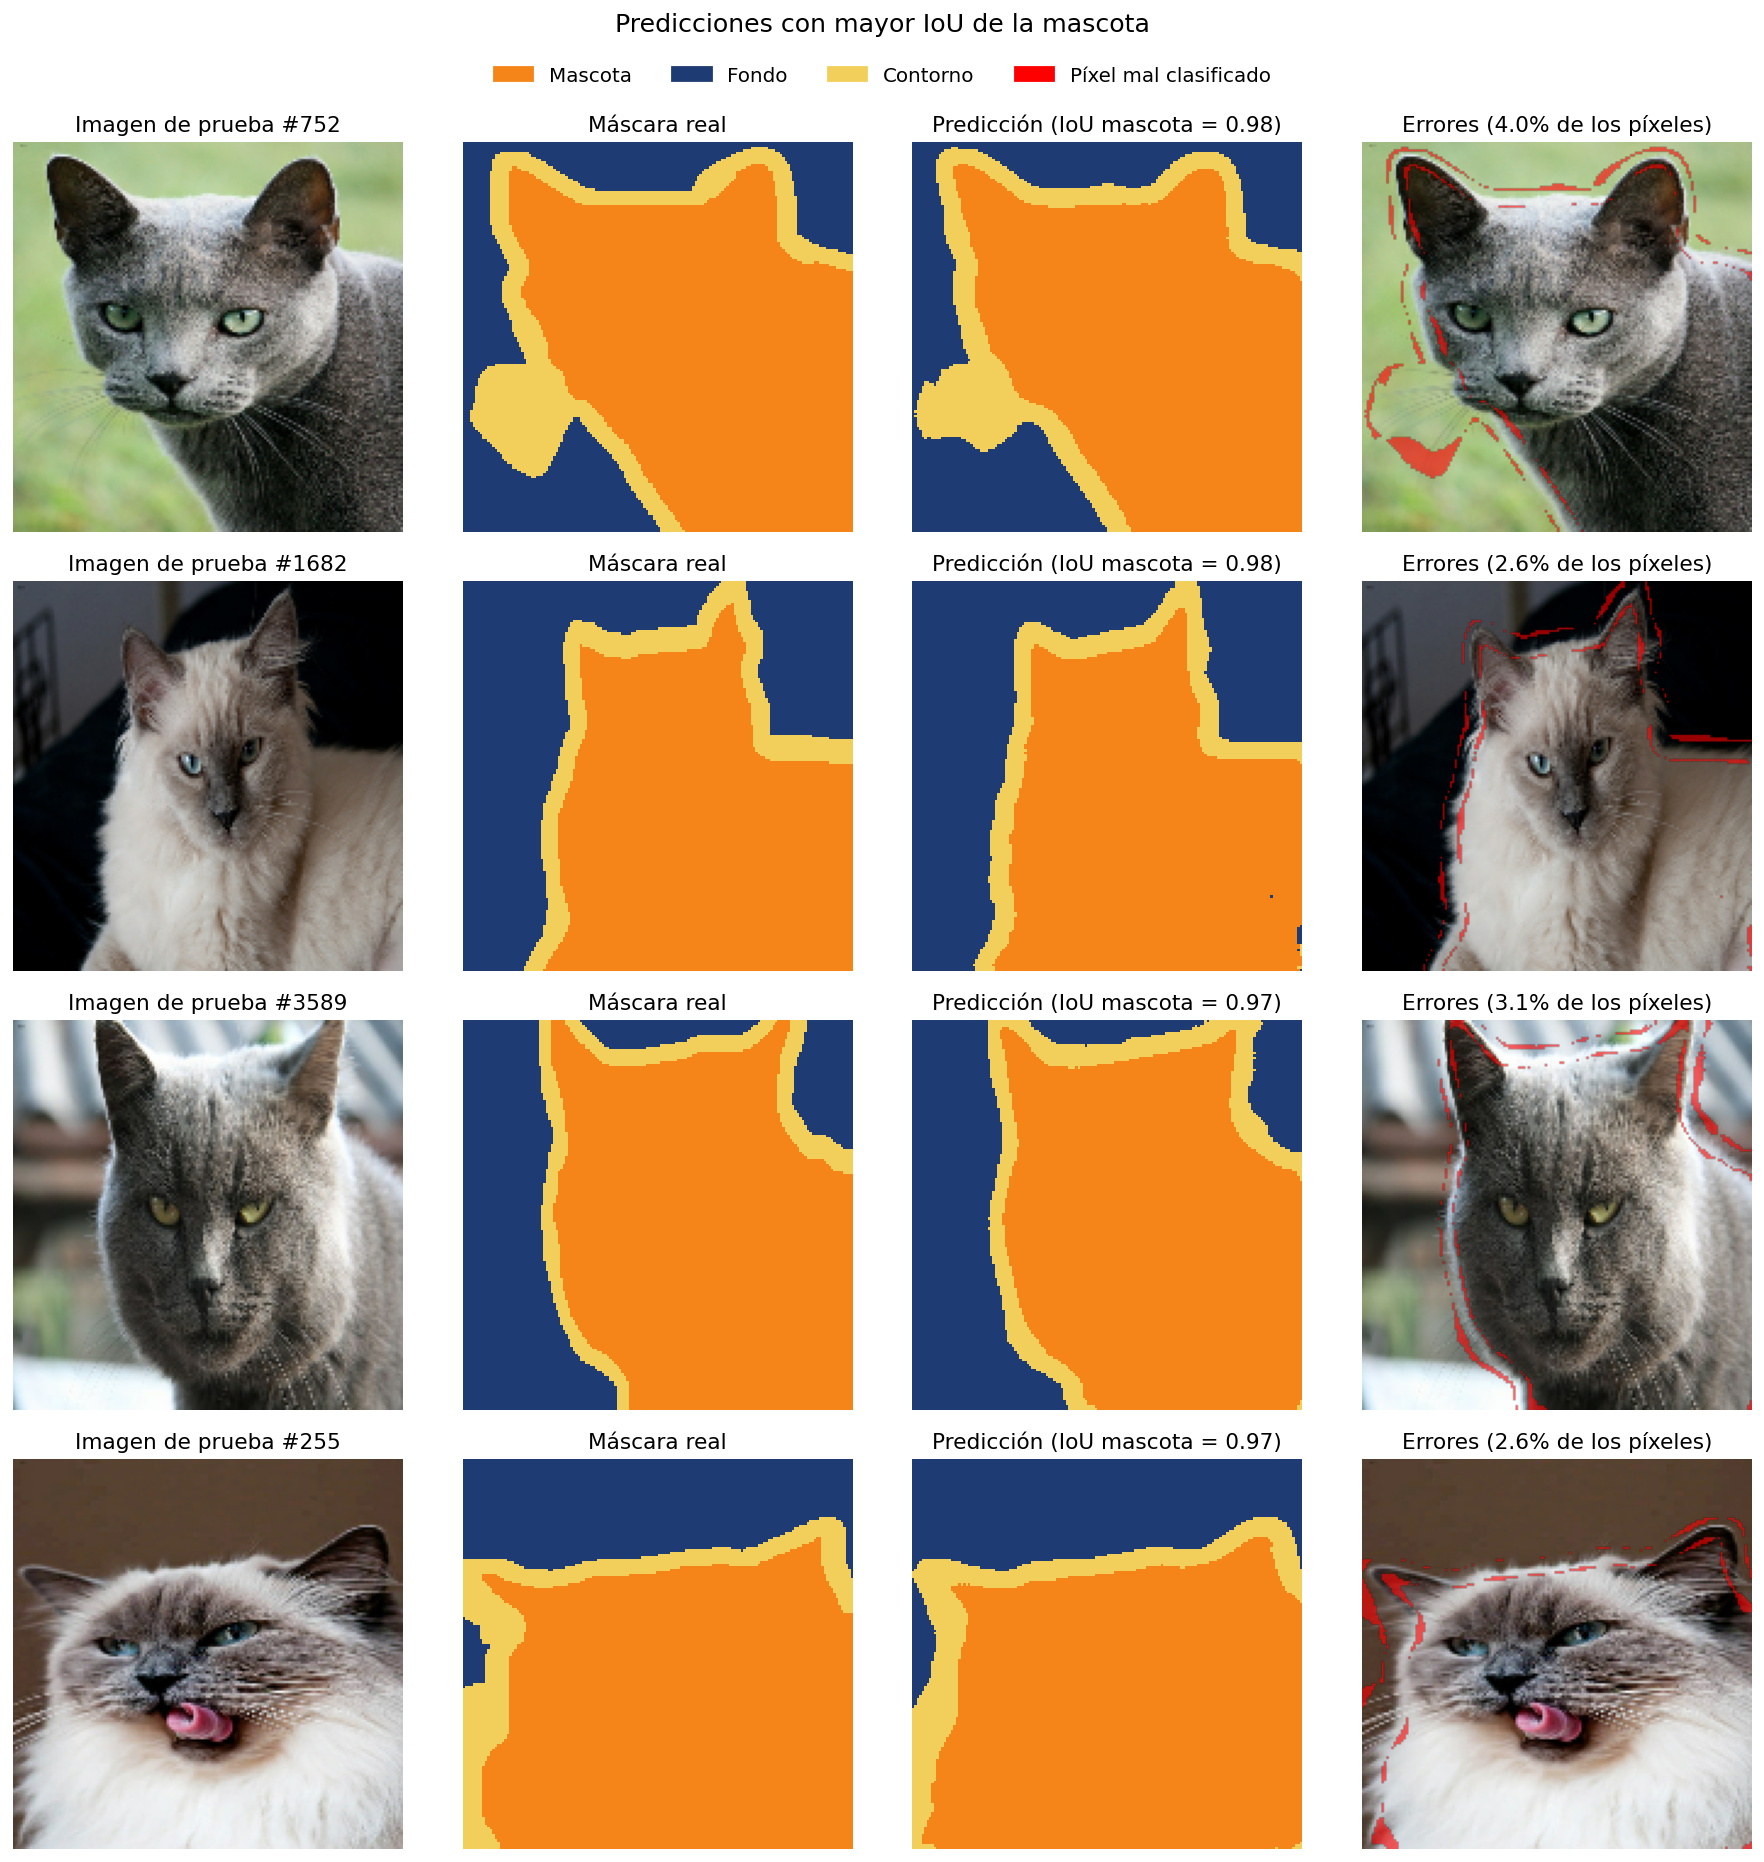 Predicciones con mayor IoU de la mascota
Mascota Fondo Contorno Píxel mal clasificado
Imagen de prueba #752 Máscara real Predicción (IoU mascota = 0.98) Errores (4.0% de los píxeles)
Imagen de prueba #1682 Máscara real Predicción (IoU mascota = 0.98) Errores (2.6% de los píxeles)
Imagen de prueba #3589 Máscara real Predicción (IoU mascota = 0.97) Errores (3.1% de los píxeles)
Imagen de prueba #255 Máscara real Predicción (IoU mascota = 0.97) Errores (2.6% de los píxeles)